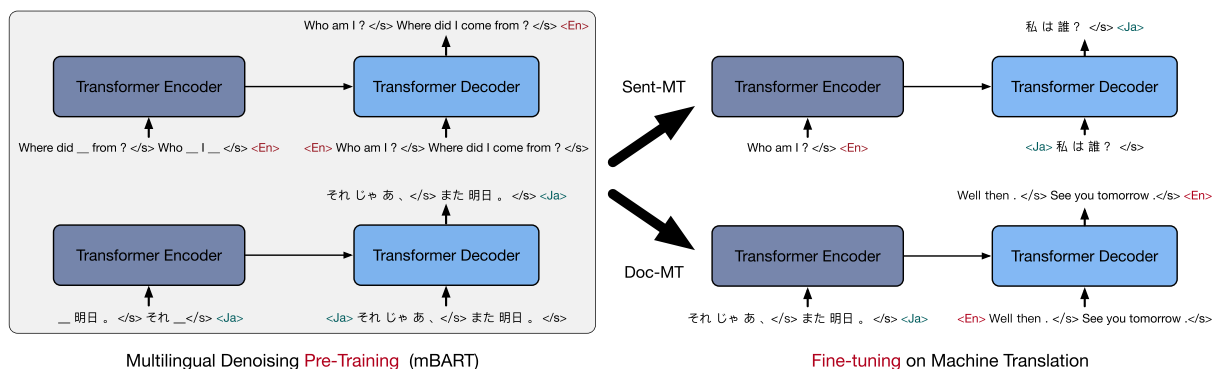 Who am I ? </s> Where did I come from ? </s> <En>
Transformer Encoder
Transformer Decoder
Where did __ from ? </s> Who __ I __ </s> <En>
<En> Who am I ? </s> Where did I come from ? </s>
それ じゃ あ 、</s> また 明日 。 </s> <Ja>
Transformer Encoder
Transformer Decoder
__ 明日 。 </s> それ __</s> <Ja>
<Ja> それ じゃ あ 、</s> また 明日 。 </s>
Multilingual Denoising Pre-Training (mBART)
Sent-MT
Doc-MT
私 は 誰 ? </s> <Ja>
Transformer Encoder
Transformer Decoder
Who am I ? </s> <En>
<Ja> 私 は 誰 ? </s>
Well then . </s> See you tomorrow .</s> <En>
Transformer Encoder
Transformer Decoder
それ じゃ あ 、</s> また 明日 。 </s> <Ja>
<En> Well then . </s> See you tomorrow .</s>
Fine-tuning on Machine Translation